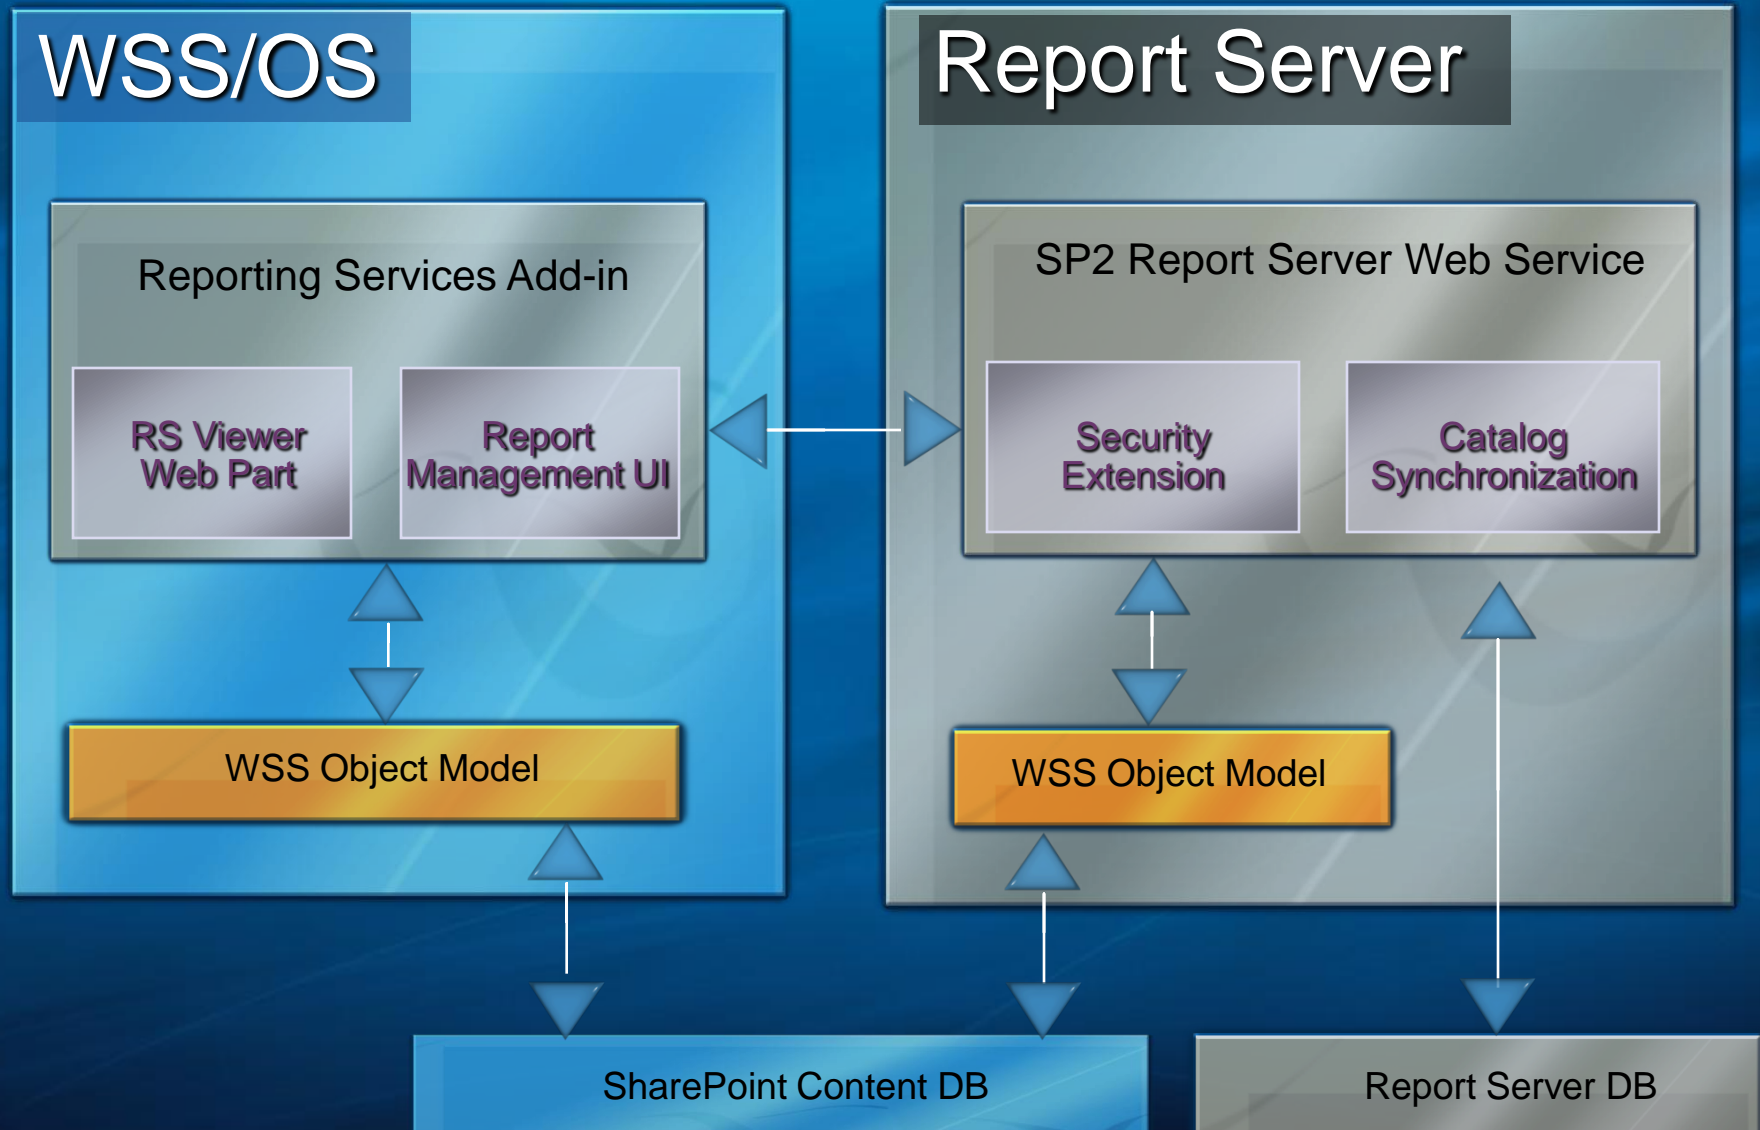 WSS/OS
Report Server
Reporting Services Add-in
RS Viewer
Web Part
Report
Management UI
SP2 Report Server Web Service
Security
Extension
Catalog
Synchronization
WSS Object Model
WSS Object Model
SharePoint Content DB
Report Server DB